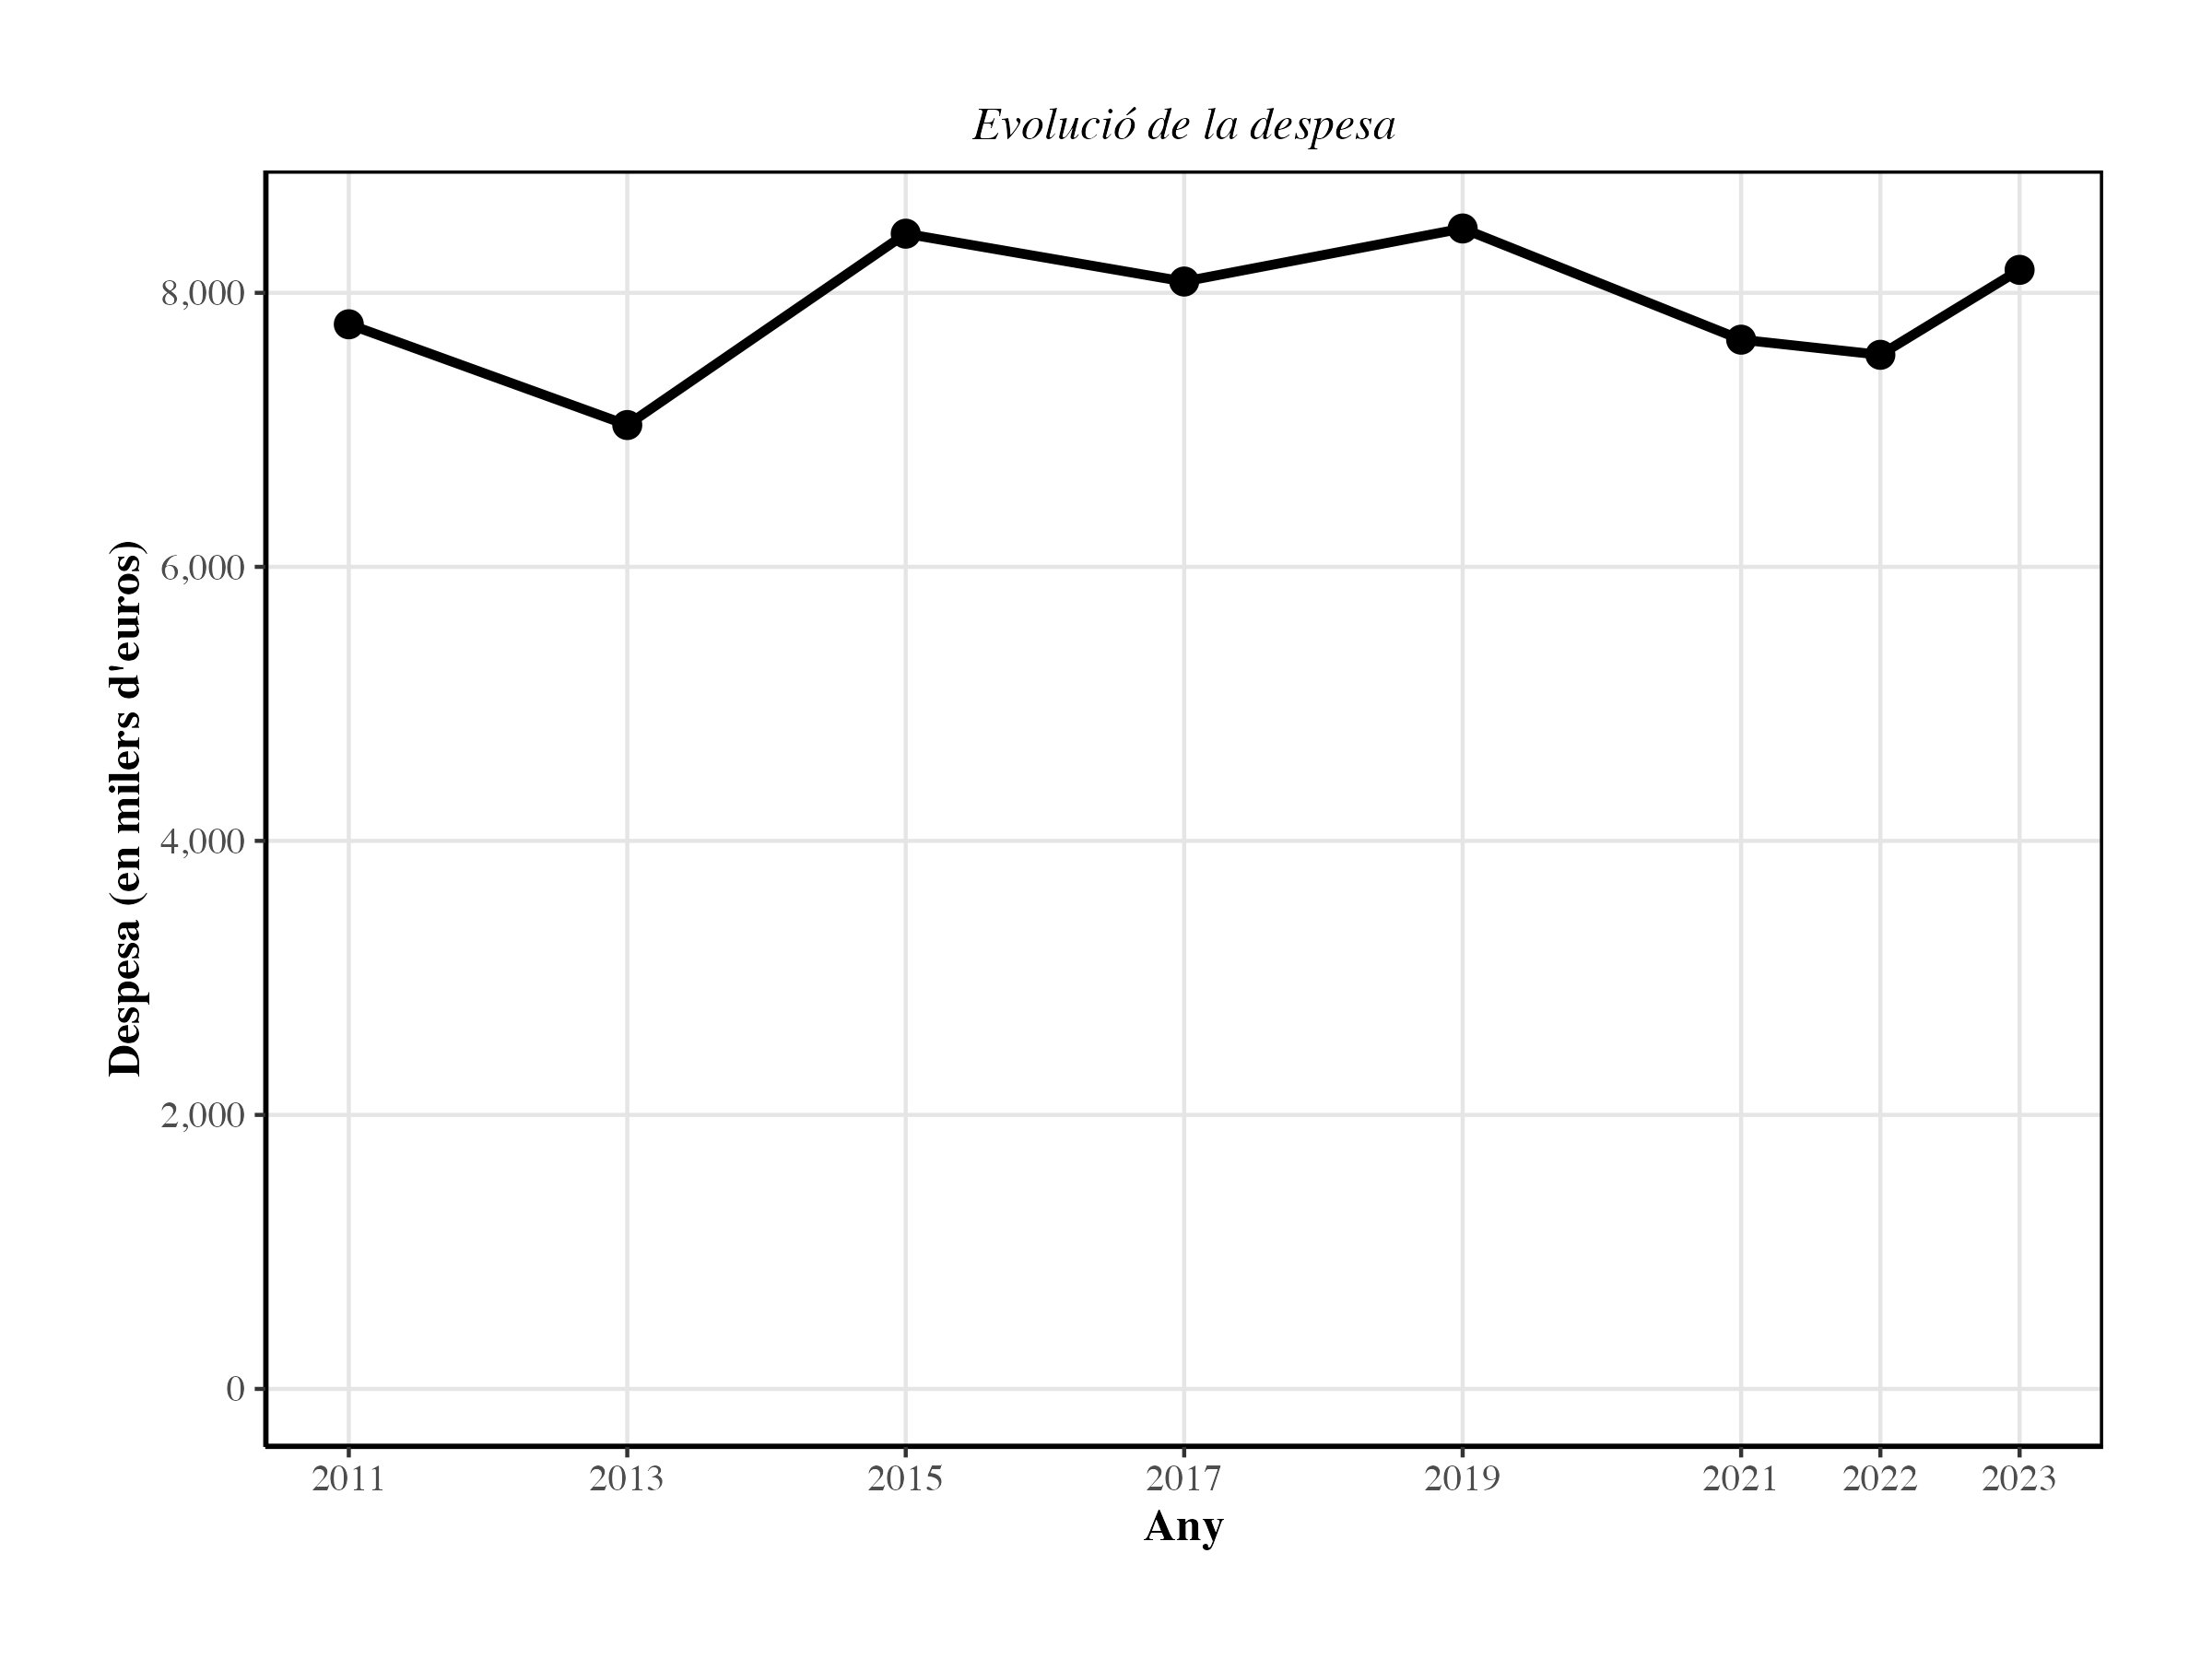 Evolució de la despesa
Despesa (en milers d'euros)
8,000
6,000
4,000
2,000
0
2011 2013 2015 2017 2019 2021 2022 2023
Any